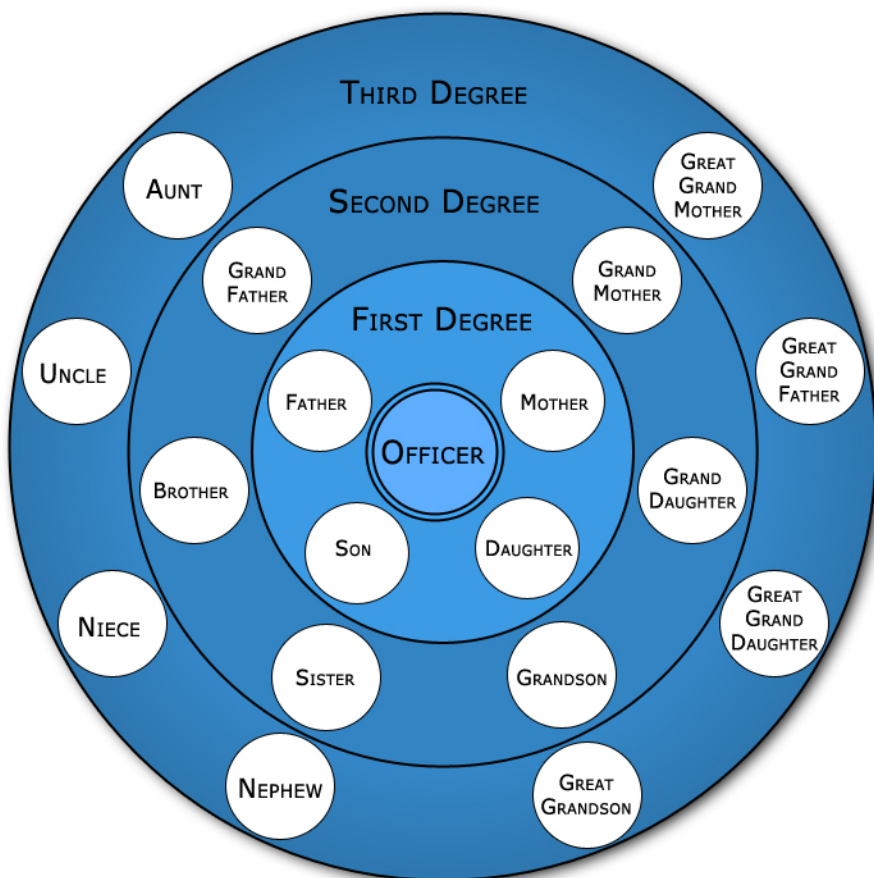 Third Degree
Aunt
Great
Grand
Mother
Second Degree
Grand
Father
Grand
Mother
First Degree
Uncle
Great
Grand
Father
Father
Mother
Officer
Brother
Grand
Daughter
Son
Daughter
Niece
Great
Grand
Daughter
Sister
Grandson
Nephew
Great
Grandson